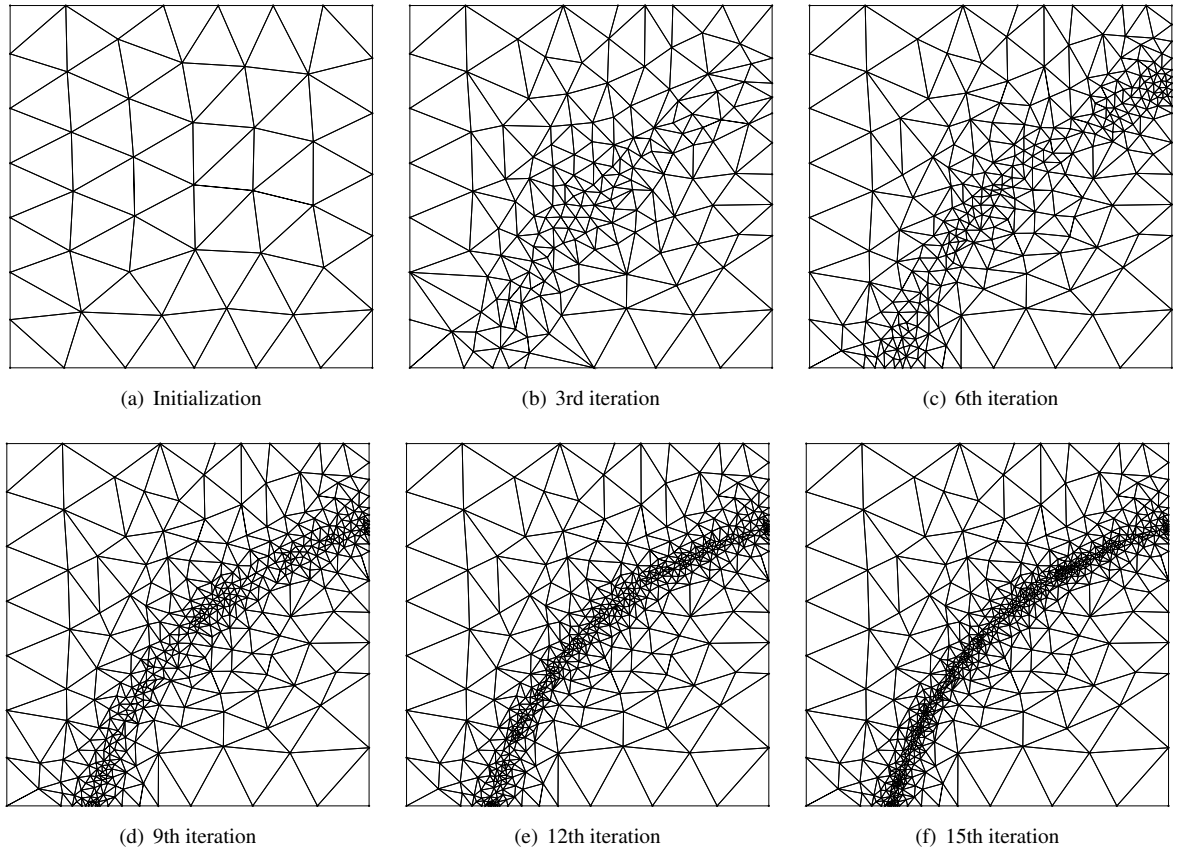 (a) Initialization
(b) 3rd iteration
(c) 6th iteration
(d) 9th iteration
(e) 12th iteration
(f) 15th iteration